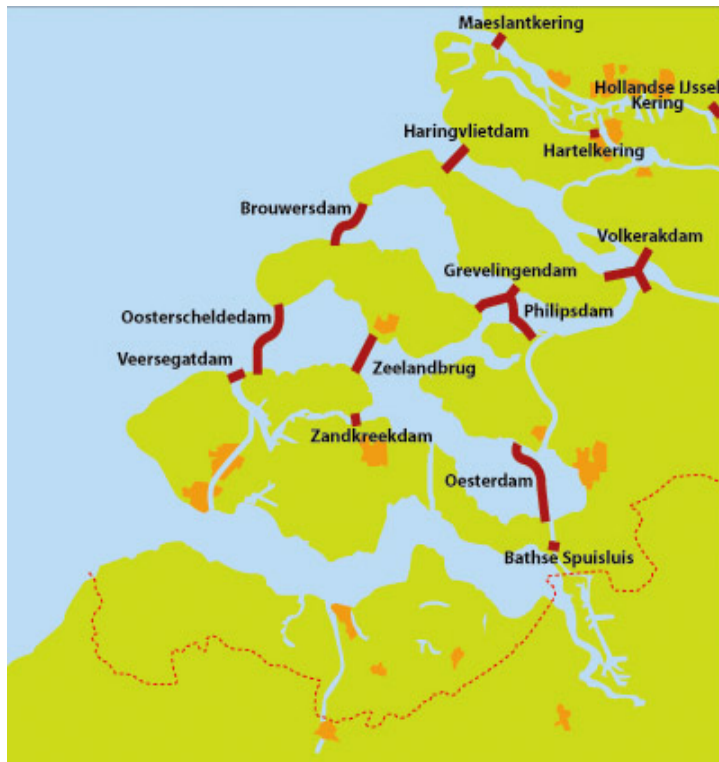 Maeslantkering
Hollandse IJssel
Kering
Haringvlietdam
Hartelkering
Brouwersdam
Volkerakdam
Grevelingendam
Oosterscheldedam
Philipsdam
Veersegatdam
Zeelandbrug
Zandkreekdam
Oesterdam
Bathse Spuisluis